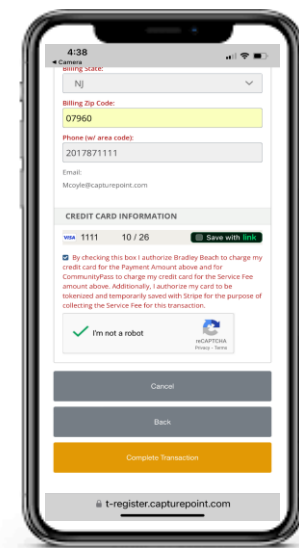 4:38
◄ Camera
Billing State:
NJ
Billing Zip Code:
07960
Phone (w/ area code):
2017871111
Email:
Mcoyle@capturepoint.com
CREDIT CARD INFORMATION
VISA 1111 10 / 26 Save with link
By checking this box I authorize Bradley Beach to charge my
credit card for the Payment Amount above and for
CommunityPass to charge my credit card for the Service Fee
amount above. Additionally, I authorize my card to be
tokenized and temporarily saved with Stripe for the purpose of
collecting the Service Fee for this transaction.
I'm not a robot
reCAPTCHA
Privacy - Terms
Cancel
Back
Complete Transaction
t-register.capturepoint.com